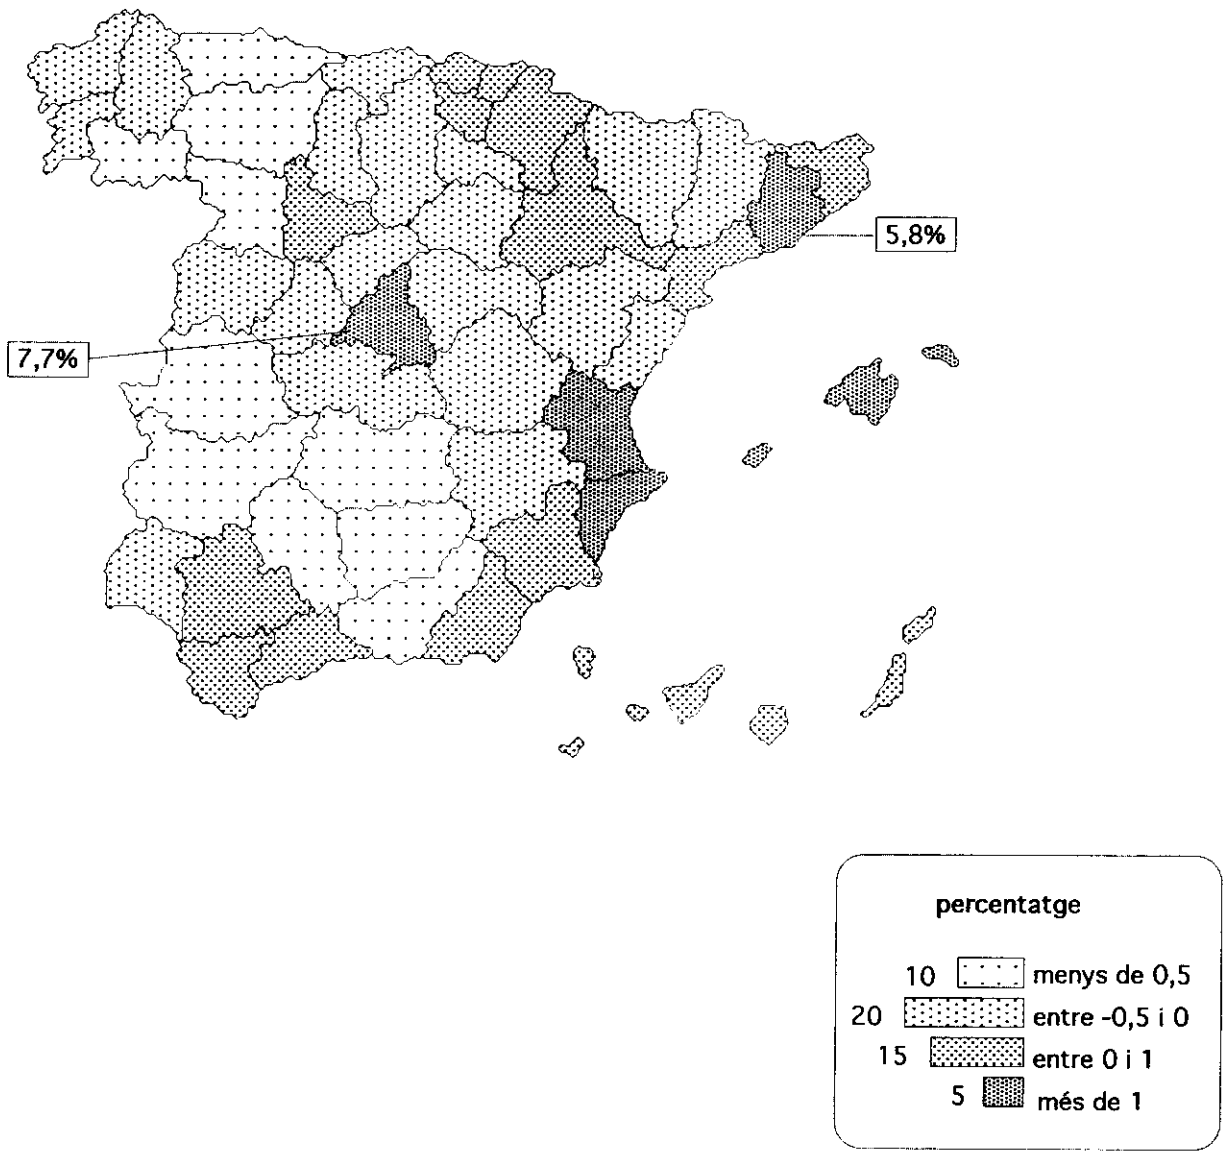 5,8%
7,7%
percentatge
10 menys de 0,5
20 entre -0,5 i 0
15 entre 0 i 1
5 més de 1